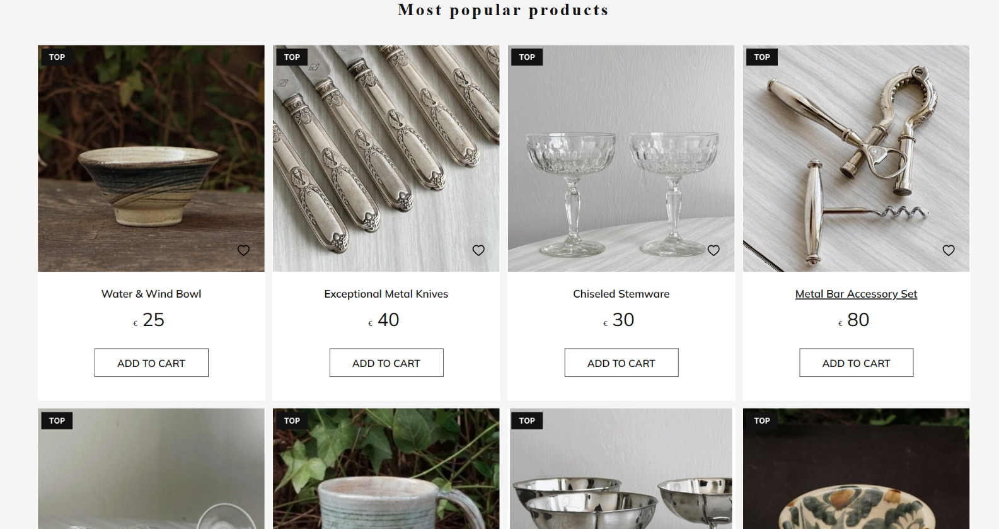 Most popular products
TOP
TOP
TOP
TOP
Water & Wind Bowl
Exceptional Metal Knives
Chiseled Stemware
Metal Bar Accessory Set
€ 25
€ 40
€ 30
€ 80
ADD TO CART
ADD TO CART
ADD TO CART
ADD TO CART
TOP
TOP
TOP
TOP